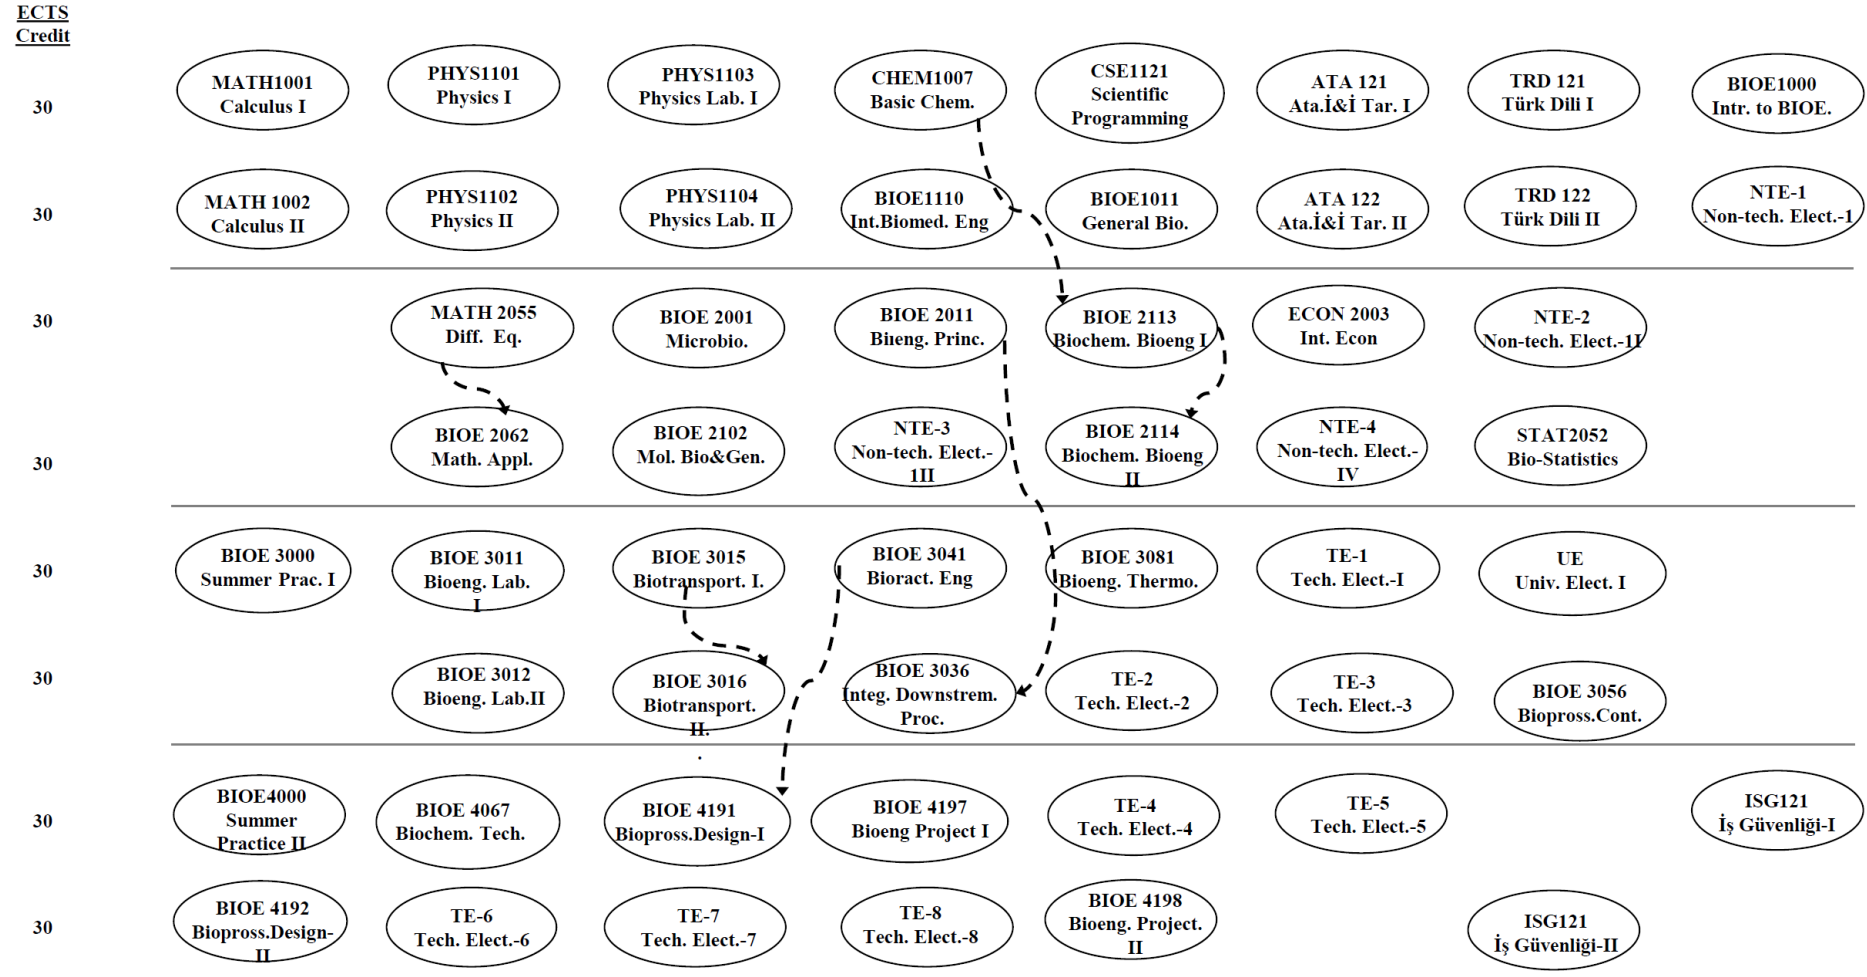 ECTS
Credit
30
MATH1001
Calculus I
PHYS1101
Physics I
PHYS1103
Physics Lab. I
CHEM1007
Basic Chem.
CSE1121
Scientific
Programming
ATA 121
Ata.İ&İ Tar. I
TRD 121
Türk Dili I
BIOE1000
Intr. to BIOE.
30
MATH 1002
Calculus II
PHYS1102
Physics II
PHYS1104
Physics Lab. II
BIOE1110
Int.Biomed. Eng
BIOE1011
General Bio.
ATA 122
Ata.İ&İ Tar. II
TRD 122
Türk Dili II
NTE-1
Non-tech. Elect.-1
30
MATH 2055
Diff. Eq.
BIOE 2001
Microbio.
BIOE 2011
Biıeng. Princ.
BIOE 2113
Biochem. Bioeng I
ECON 2003
Int. Econ
NTE-2
Non-tech. Elect.-1I
30
BIOE 2062
Math. Appl.
BIOE 2102
Mol. Bio&Gen.
NTE-3
Non-tech. Elect.-
1II
BIOE 2114
Biochem. Bioeng
II
NTE-4
Non-tech. Elect.-
IV
STAT2052
Bio-Statistics
30
BIOE 3000
Summer Prac. I
BIOE 3011
Bioeng. Lab.
I
BIOE 3015
Biotransport. I.
BIOE 3041
Bioract. Eng
BIOE 3081
Bioeng. Thermo.
TE-1
Tech. Elect.-I
UE
Univ. Elect. I
30
BIOE 3012
Bioeng. Lab.II
BIOE 3016
Biotransport.
II.
.
BIOE 3036
Integ. Downstrem.
Proc.
TE-2
Tech. Elect.-2
TE-3
Tech. Elect.-3
BIOE 3056
Biopross.Cont.
30
BIOE4000
Summer
Practice II
BIOE 4067
Biochem. Tech.
BIOE 4191
Biopross.Design-I
BIOE 4197
Bioeng Project I
TE-4
Tech. Elect.-4
TE-5
Tech. Elect.-5
ISG121
İş Güvenliği-I
30
BIOE 4192
Biopross.Design-
II
TE-6
Tech. Elect.-6
TE-7
Tech. Elect.-7
TE-8
Tech. Elect.-8
BIOE 4198
Bioeng. Project.
II
ISG121
İş Güvenliği-II